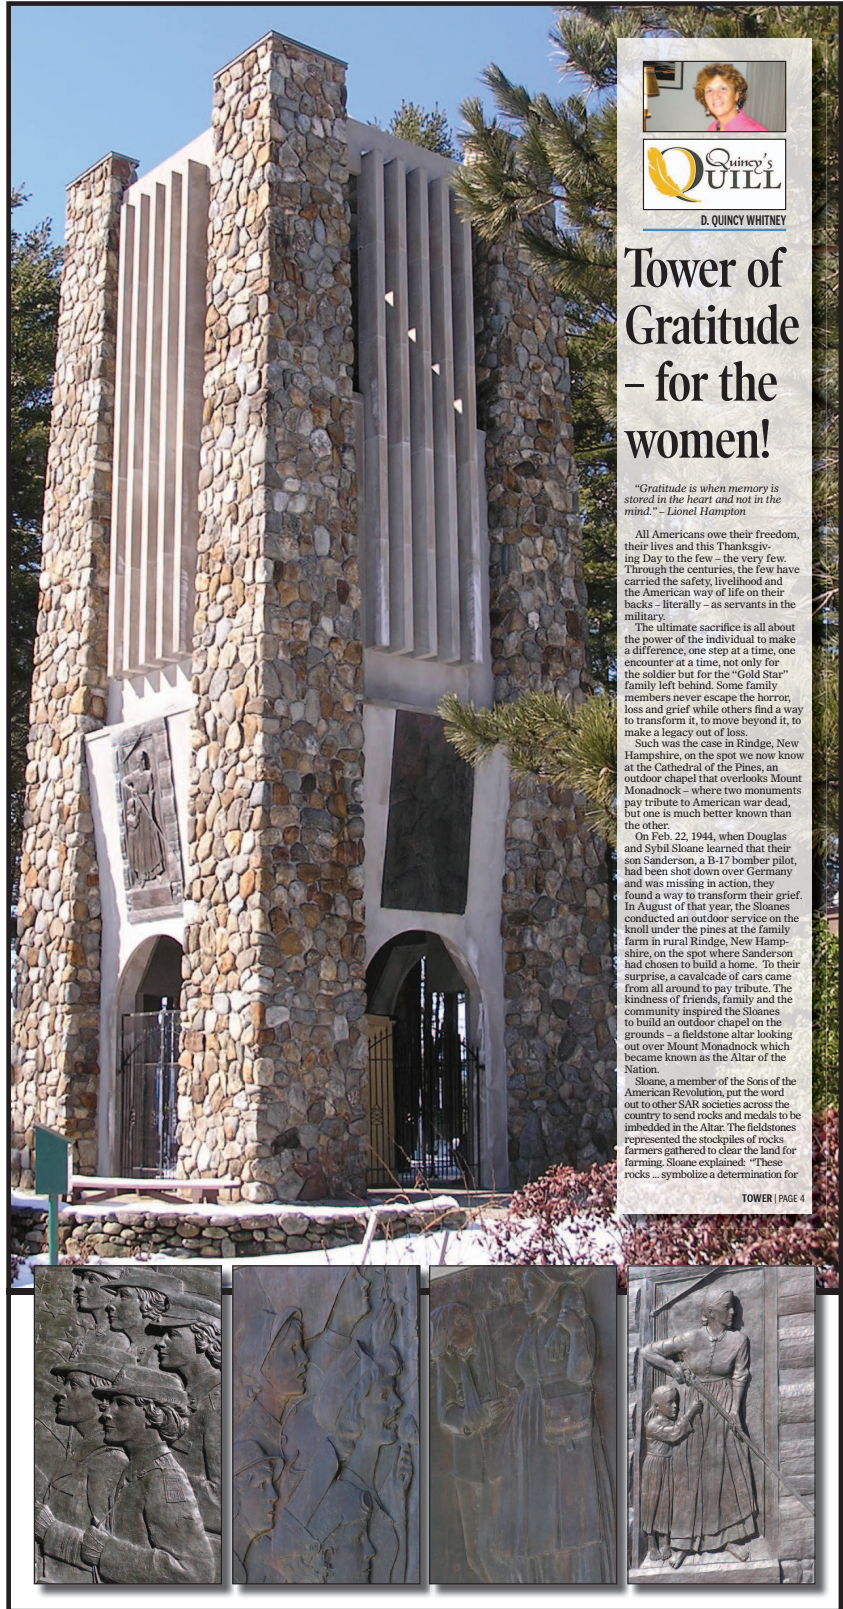 Quincy's
QUILL
D. QUINCY WHITNEY
Tower of
Gratitude
– for the
women!
“Gratitude is when memory is
stored in the heart and not in the
mind.” – Lionel Hampton
All Americans owe their freedom,
their lives and this Thanksgiv-
ing Day to the few – the very few.
Through the centuries, the few have
carried the safety, livelihood and
the American way of life on their
backs – literally – as servants in the
military.
The ultimate sacrifice is all about
the power of the individual to make
a difference, one step at a time, one
encounter at a time, not only for
the soldier but for the “Gold Star”
family left behind. Some family
members never escape the horror,
loss and grief while others find a way
to transform it, to move beyond it, to
make a legacy out of loss.
Such was the case in Rindge, New
Hampshire, on the spot we now know
at the Cathedral of the Pines, an
outdoor chapel that overlooks Mount
Monadnock – where two monuments
pay tribute to American war dead,
but one is much better known than
the other.
On Feb. 22, 1944, when Douglas
and Sybil Sloane learned that their
son Sanderson, a B-17 bomber pilot,
had been shot down over Germany
and was missing in action, they
found a way to transform their grief.
In August of that year, the Sloanes
conducted an outdoor service on the
knoll under the pines at the family
farm in rural Rindge, New Hamp-
shire, on the spot where Sanderson
had chosen to build a home. To their
surprise, a cavalcade of cars came
from all around to pay tribute. The
kindness of friends, family and the
community inspired the Sloanes
to build an outdoor chapel on the
grounds – a fieldstone altar looking
out over Mount Monadnock which
became known as the Altar of the
Nation.
Sloane, a member of the Sons of the
American Revolution, put the word
out to other SAR societies across the
country to send rocks and medals to be
imbedded in the Altar. The fieldstones
represented the stockpiles of rocks
farmers gathered to clear the land for
farming. Sloane explained: “These
rocks ... symbolize a determination for
TOWER | PAGE 4